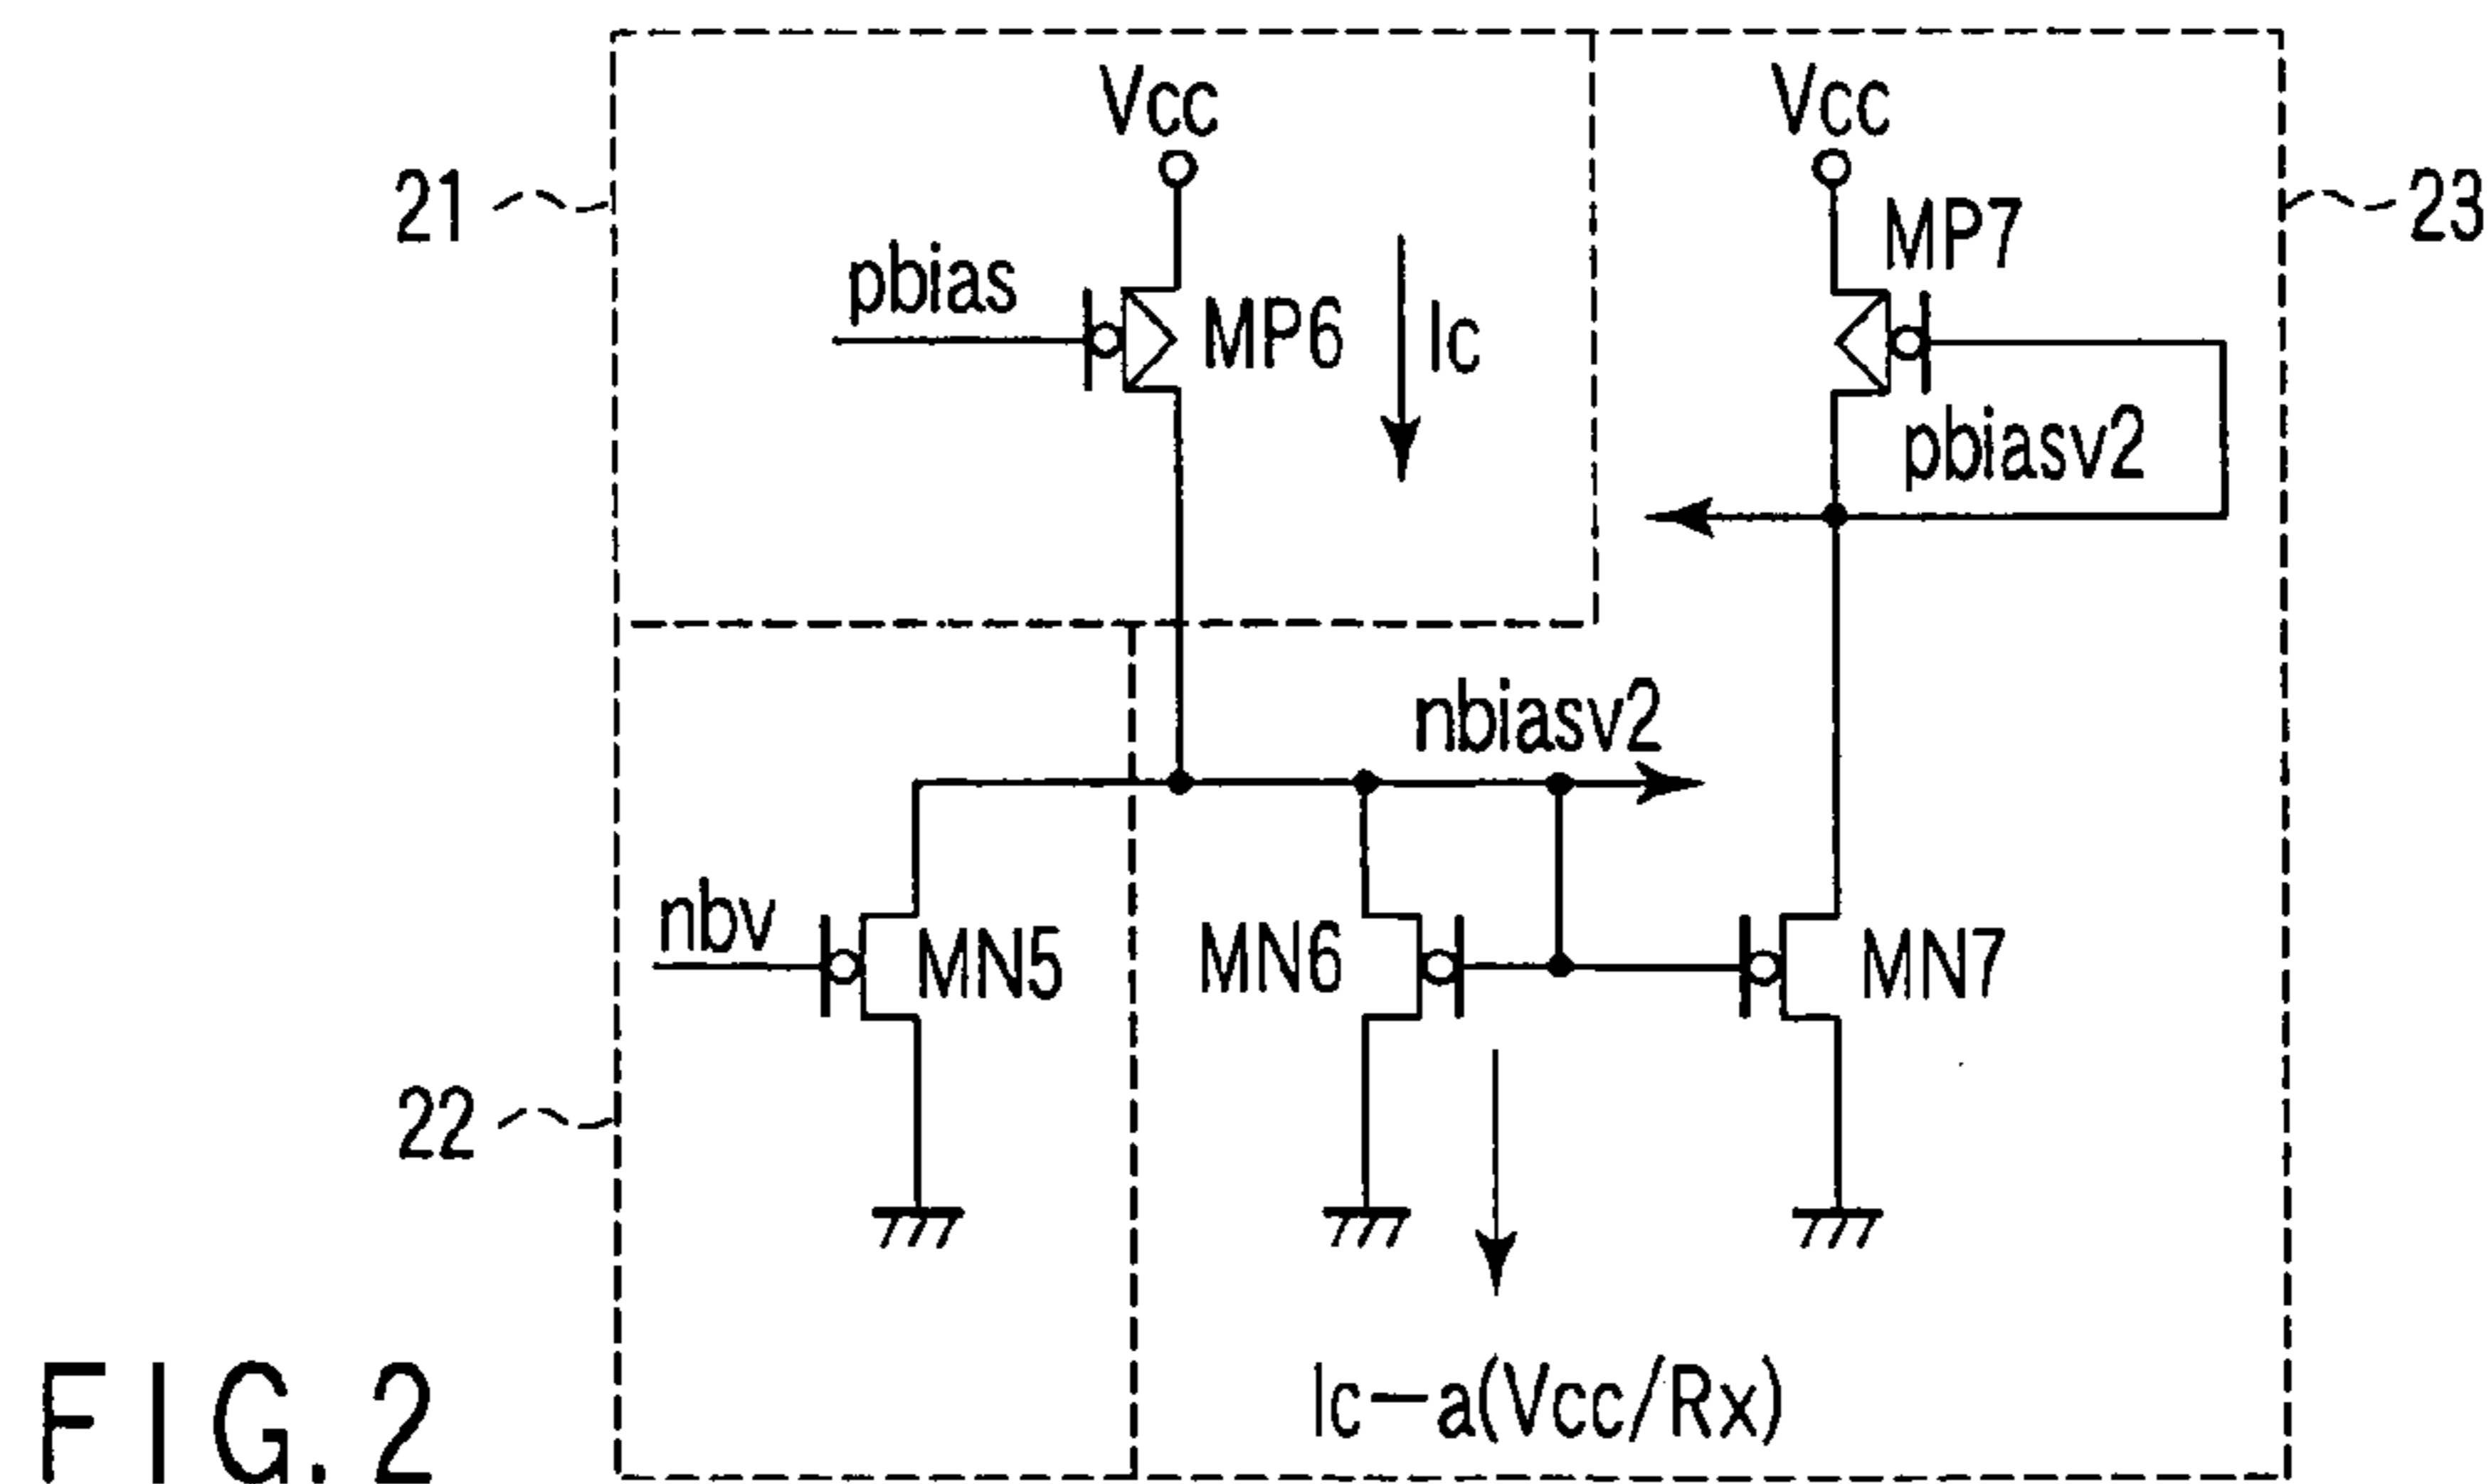 Vcc
Vcc
21
23
MP7
pbias
MP6
Ic
pbiasv2
nbiasv2
nbv
MN5
MN6
MN7
22
Ic-a(Vcc/Rx)
FIG. 2